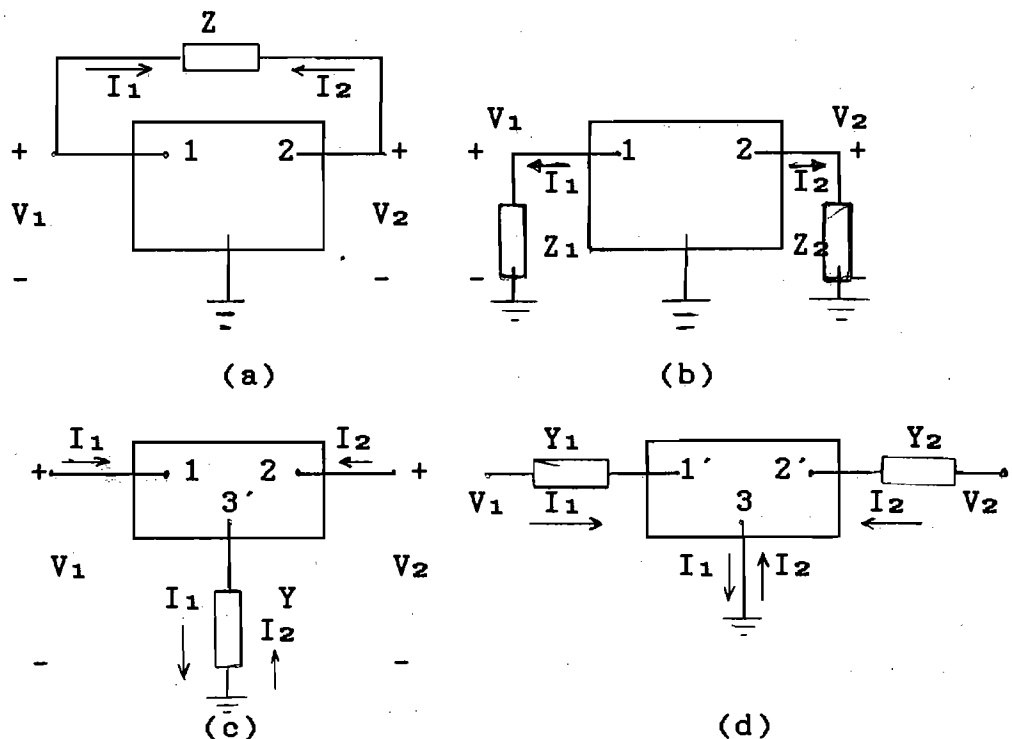 Z
I1 I2
+ 1 2 +
V1 V2
- -
(a)
V1 V2
+ 1 2 +
I1 I2
Z1 Z2
- -
(b)
I1 I2
+ 1 2 +
3′
V1 V2
I1 Y
I2
- -
(c)
Y1 Y2
1′ 2′
V1 I1 3 I2 V2
I1 I2
(d)